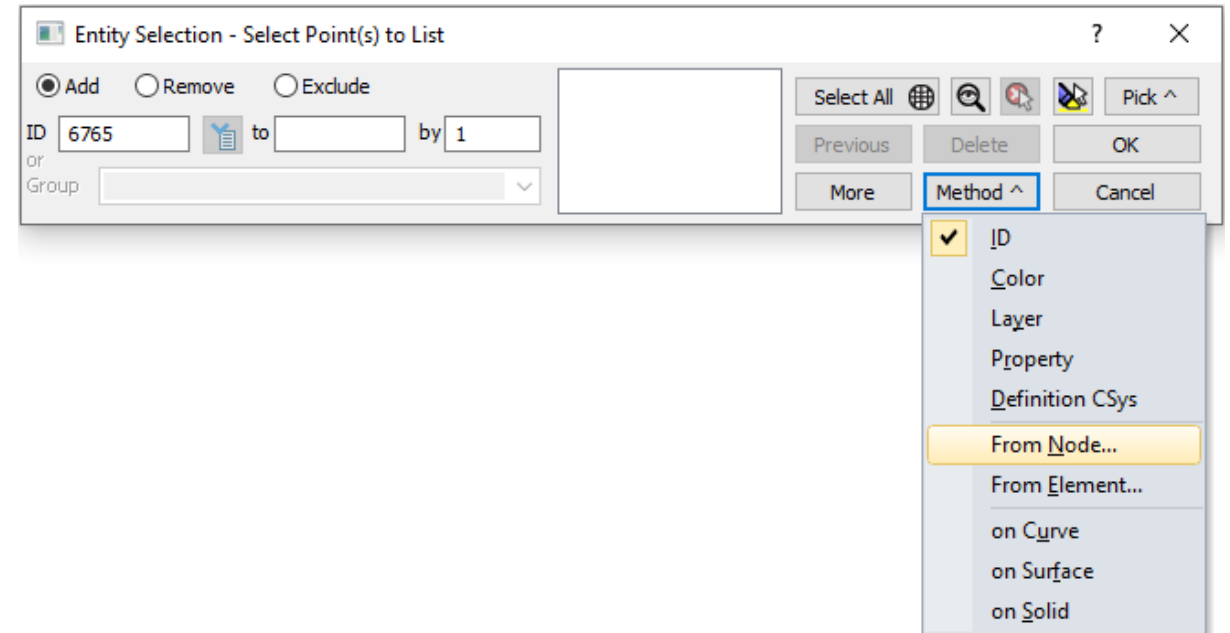 Entity Selection - Select Point(s) to List ?
Add Remove Exclude
Select All Pick ^
ID 6765 to by 1
or
Previous Delete OK
Group
More Method ^ Cancel
ID
Color
Layer
Property
Definition CSys
From Node...
From Element...
on Curve
on Surface
on Solid